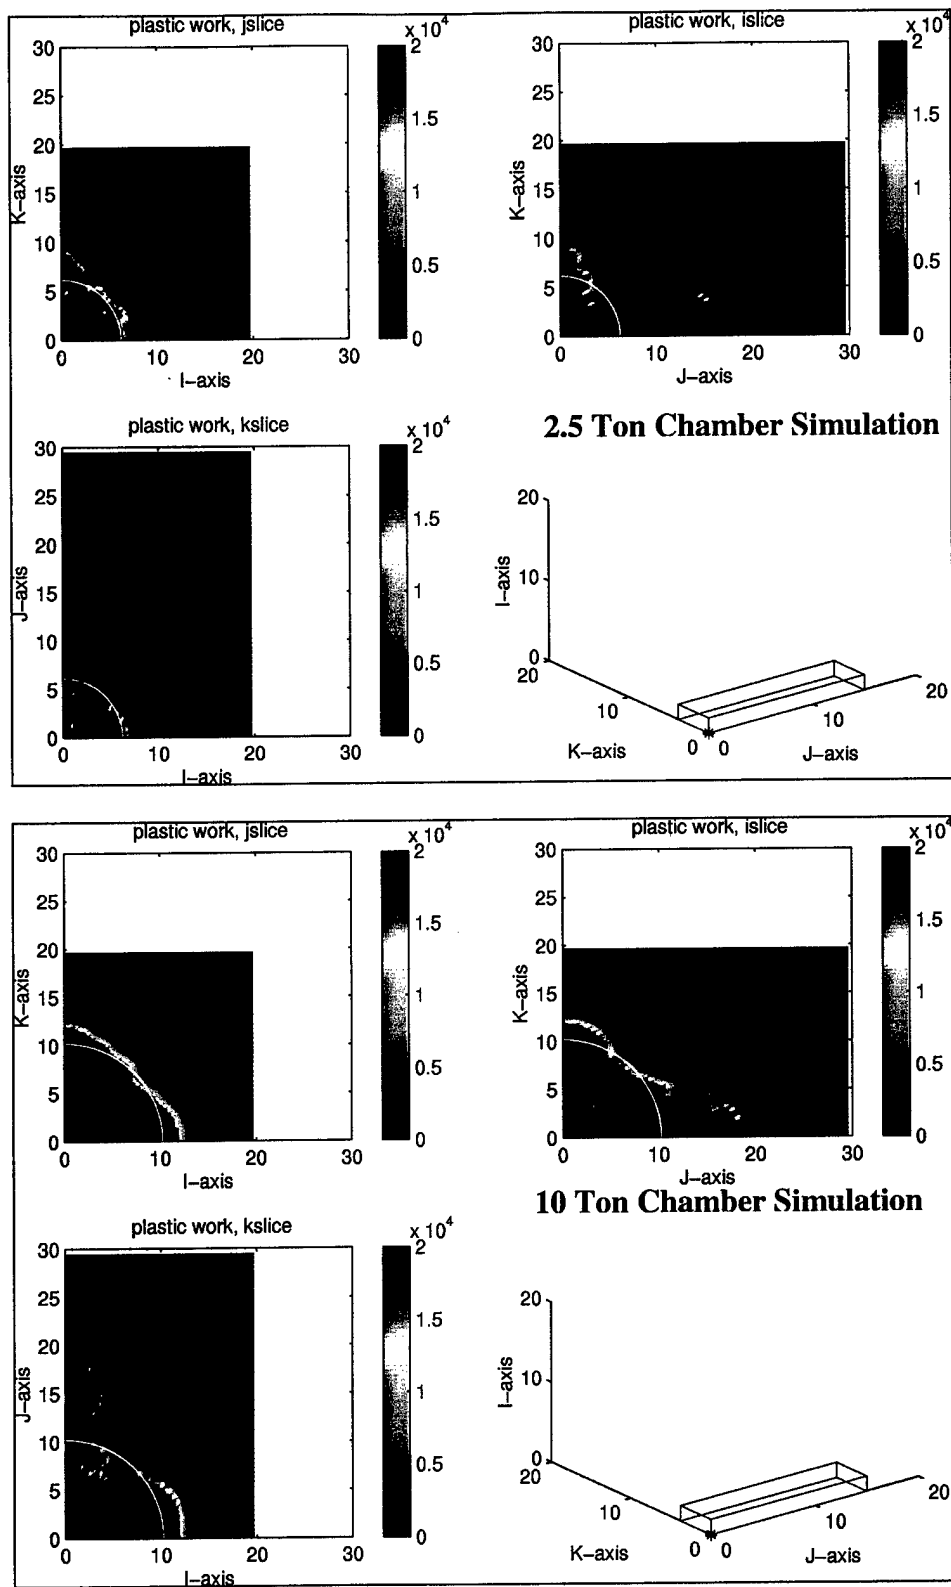 plastic work, jslice
x 10^4
30
25
20
15
10
5
0
K-axis
0 10 20 30
I-axis
2
1.5
1
0.5
0
plastic work, islice
x 10^4
30
25
20
15
10
5
0
K-axis
0 10 20 30
J-axis
2
1.5
1
0.5
0
plastic work, kslice
x 10^4
30
25
20
15
10
5
0
J-axis
0 10 20 30
I-axis
2
1.5
1
0.5
0
2.5 Ton Chamber Simulation
20
10
0
I-axis
20
10
0
K-axis
0
10
20
J-axis
plastic work, jslice
x 10^4
30
25
20
15
10
5
0
K-axis
0 10 20 30
I-axis
2
1.5
1
0.5
0
plastic work, islice
x 10^4
30
25
20
15
10
5
0
K-axis
0 10 20 30
J-axis
2
1.5
1
0.5
0
plastic work, kslice
x 10^4
30
25
20
15
10
5
0
J-axis
0 10 20 30
I-axis
2
1.5
1
0.5
0
10 Ton Chamber Simulation
20
10
0
I-axis
20
10
0
K-axis
0
10
20
J-axis